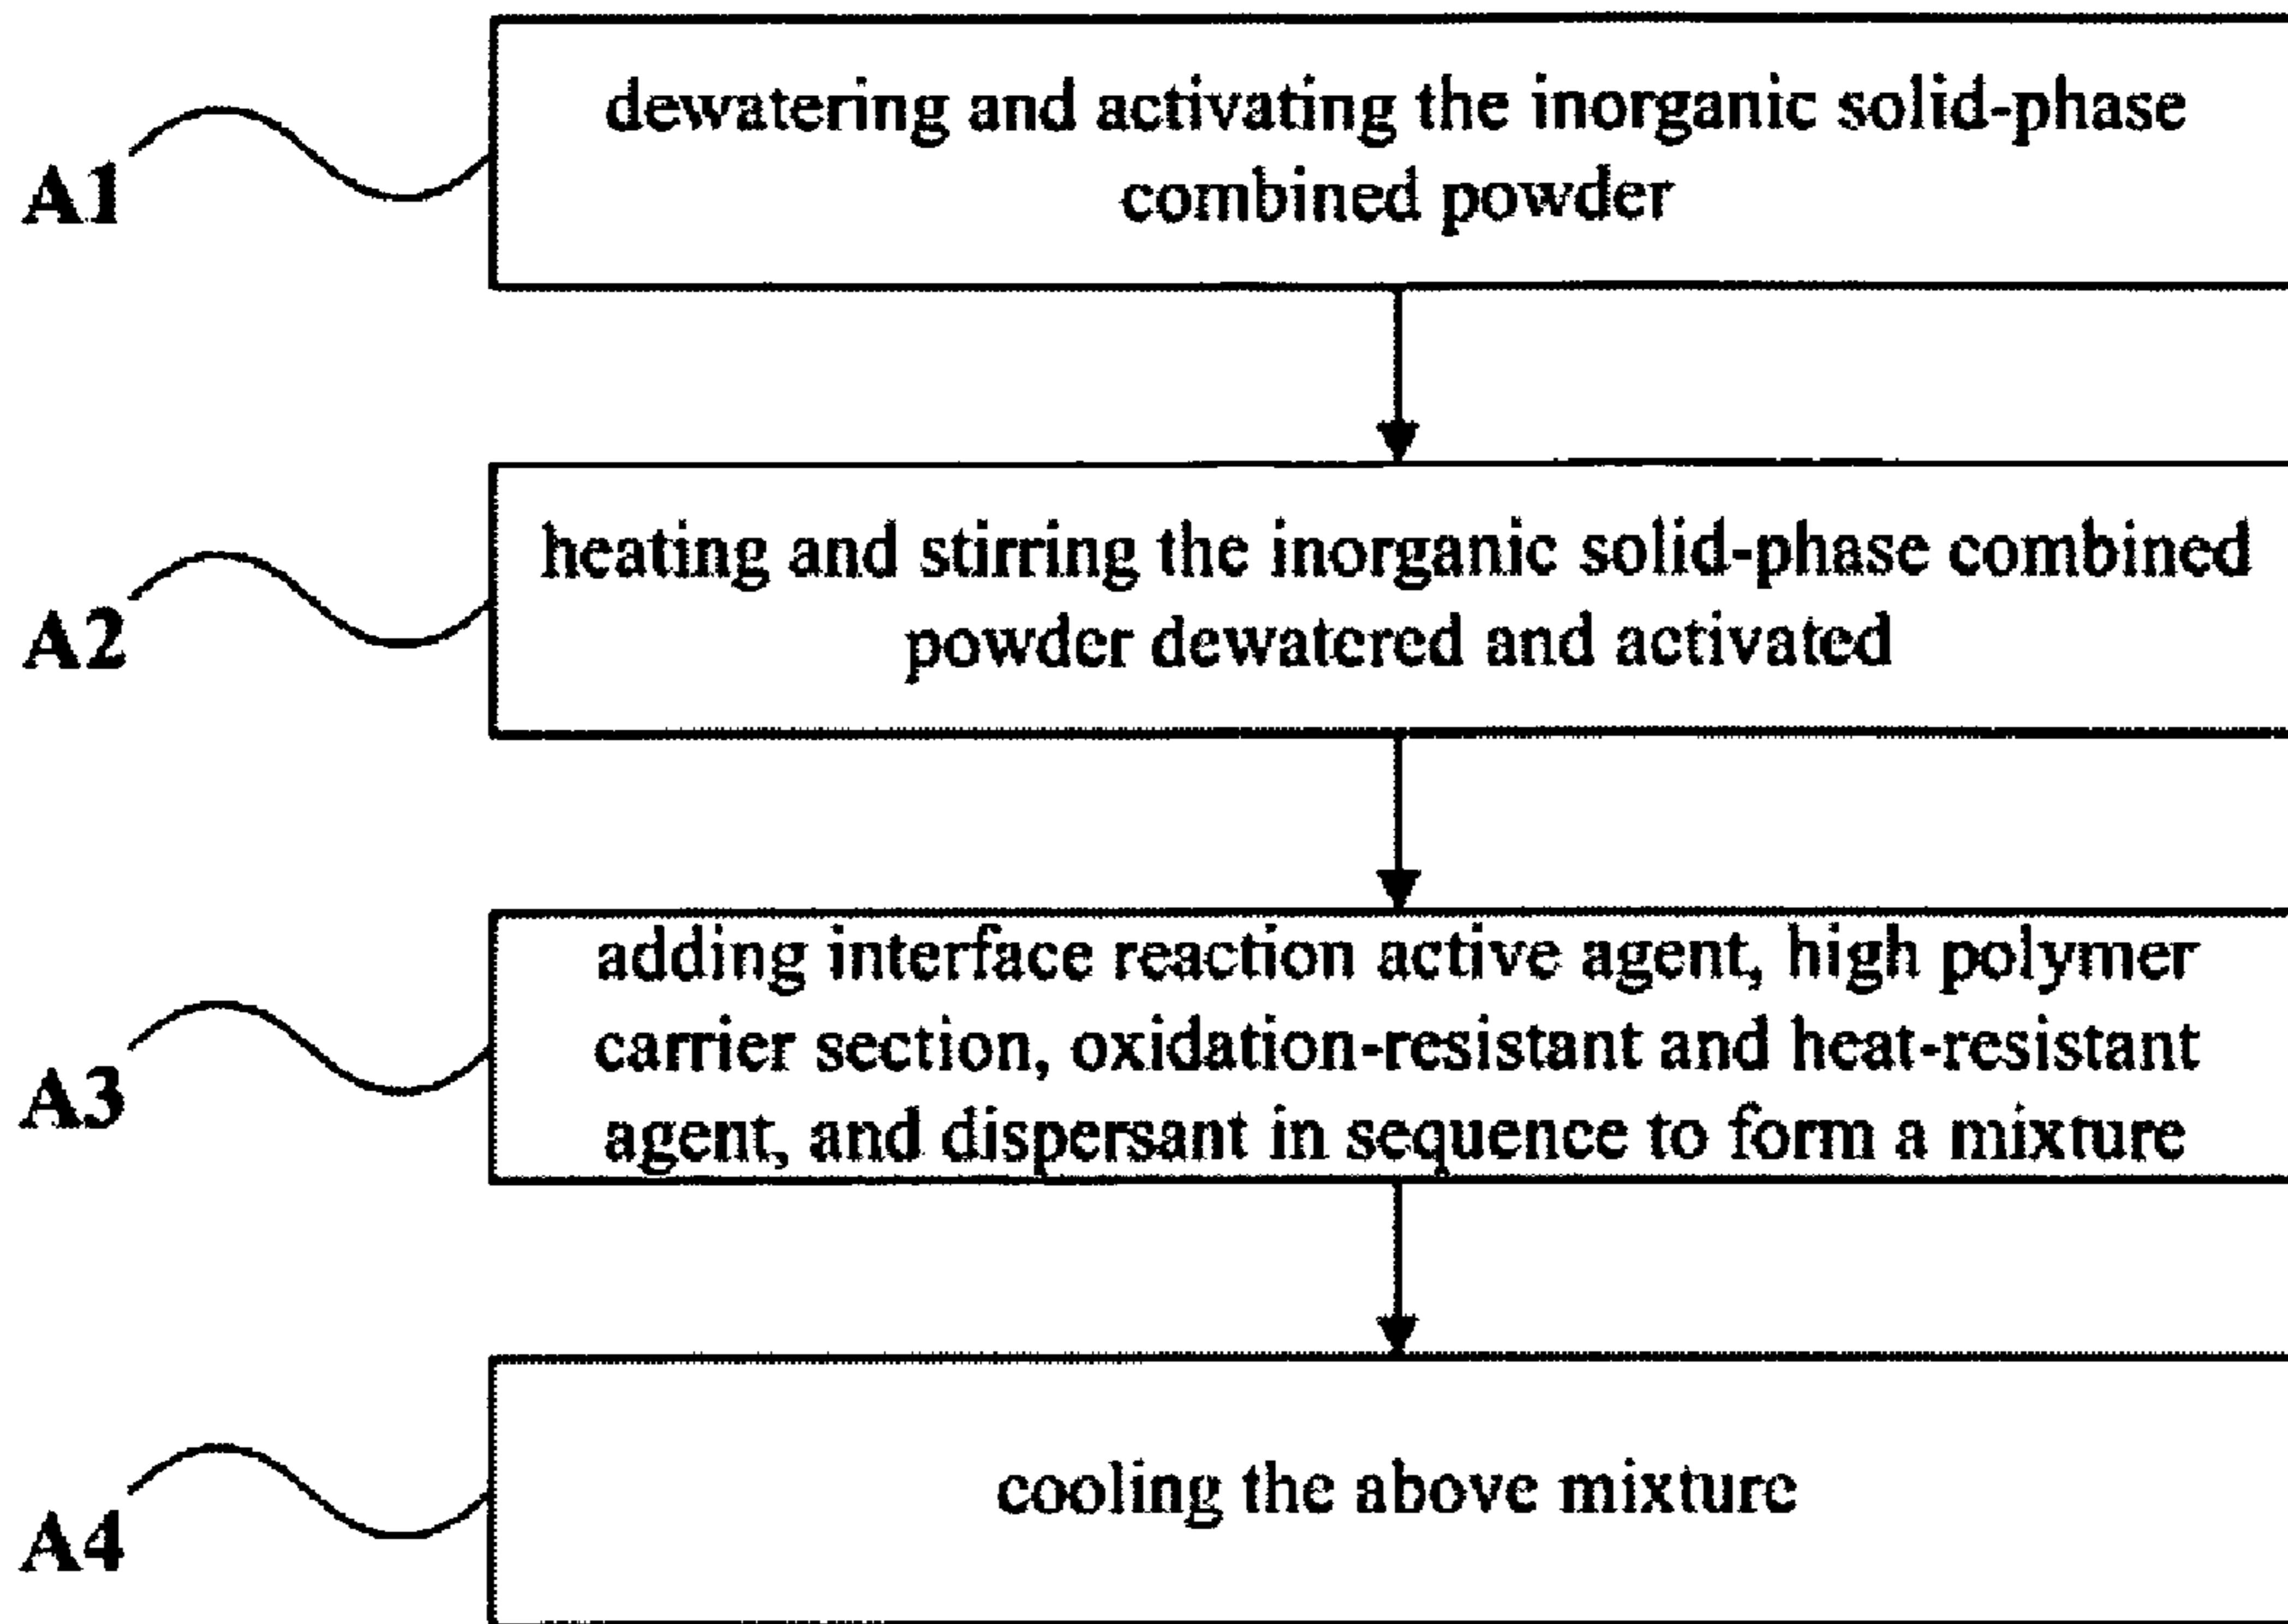 dewatering and activating the inorganic solid-phase
combined powder
A1
heating and stirring the inorganic solid-phase combined
powder dewatered and activated
A2
adding interface reaction active agent, high polymer
carrier section, oxidation-resistant and heat-resistant
agent, and dispersant in sequence to form a mixture
A3
cooling the above mixture
A4